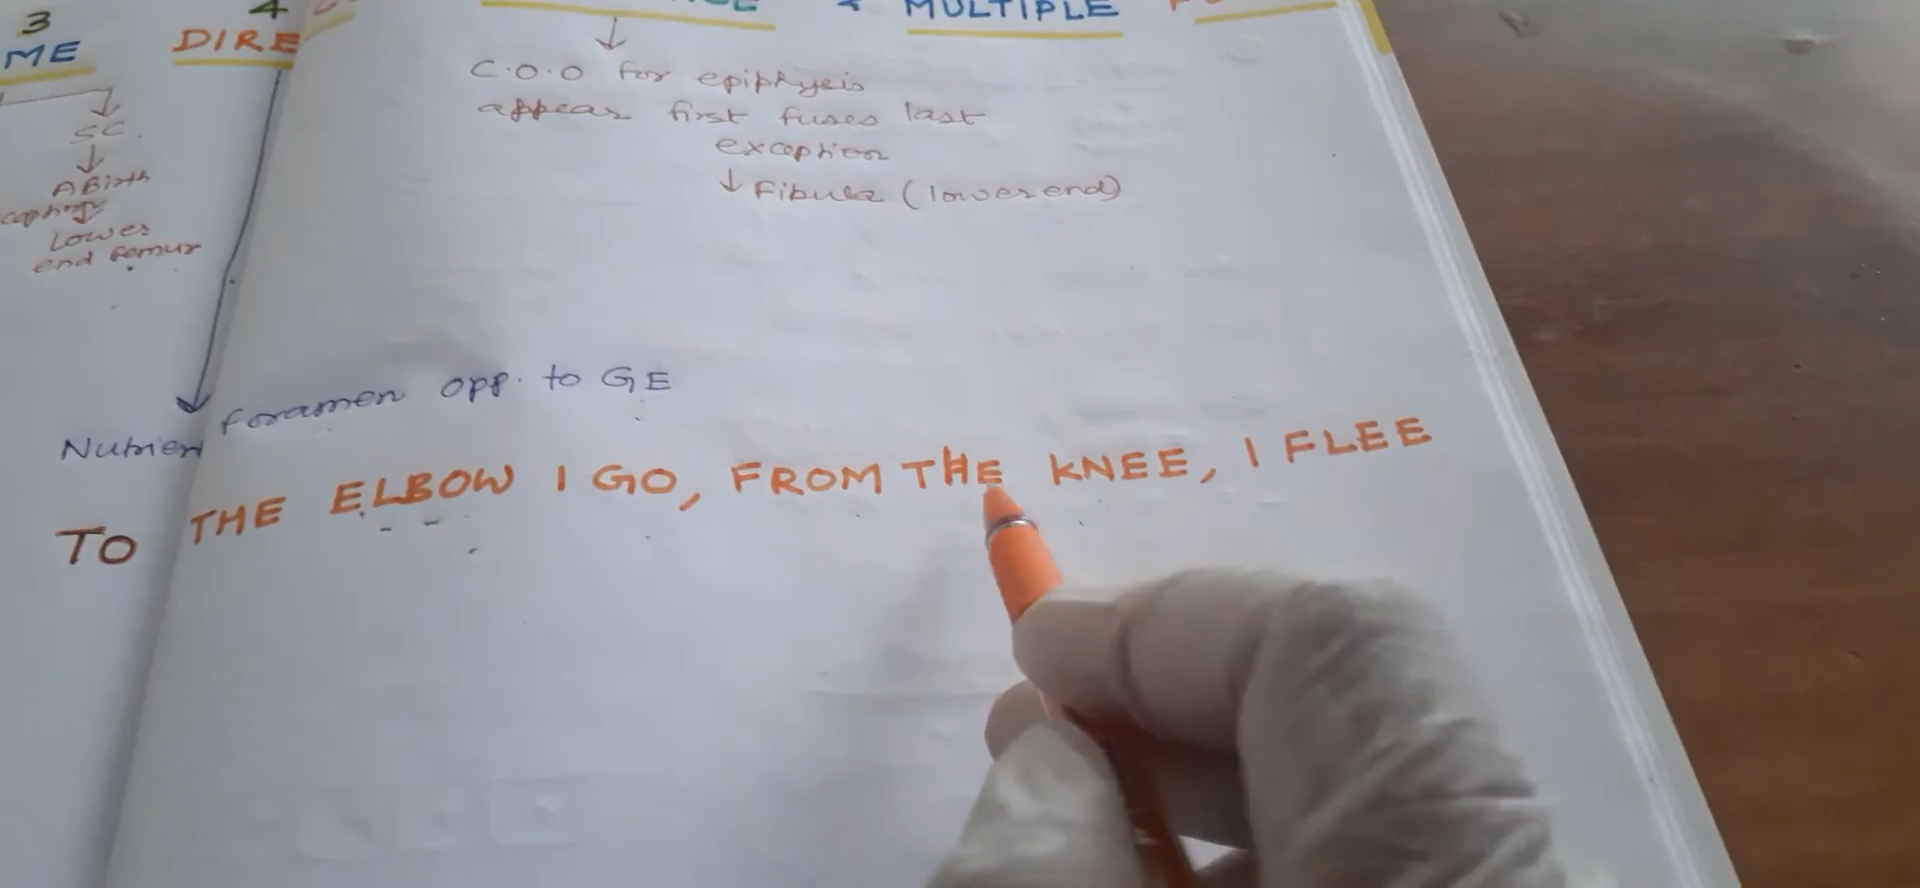 3
ME
4
DIRE
MULTIPLE
C.O.O for epiphysis
appear first fuses last
exception
↓ Fibula (lower end)
SC.
↓
A Birth
Lower
end femur
Nutrien foramen opp. to GE
TO THE ELBOW I GO, FROM THE KNEE, I FLEE